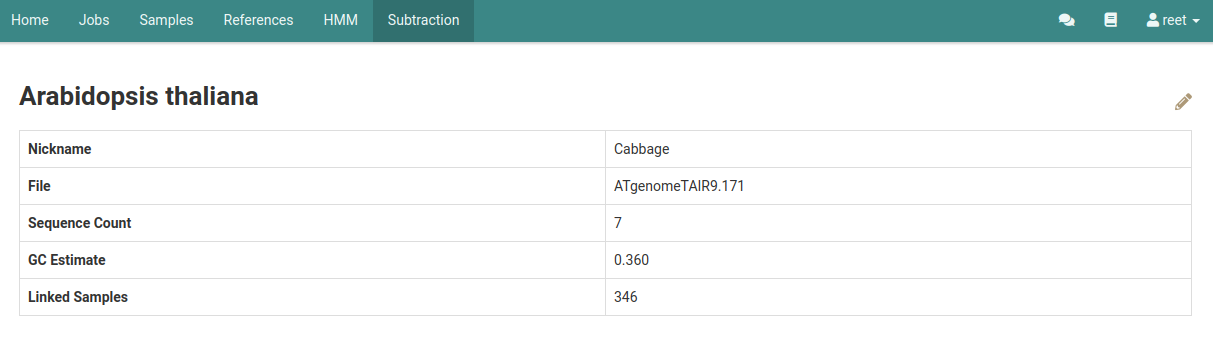 Home Jobs Samples References HMM Subtraction reet
Arabidopsis thaliana
Nickname Cabbage
File ATgenomeTAIR9.171
Sequence Count 7
GC Estimate 0.360
Linked Samples 346